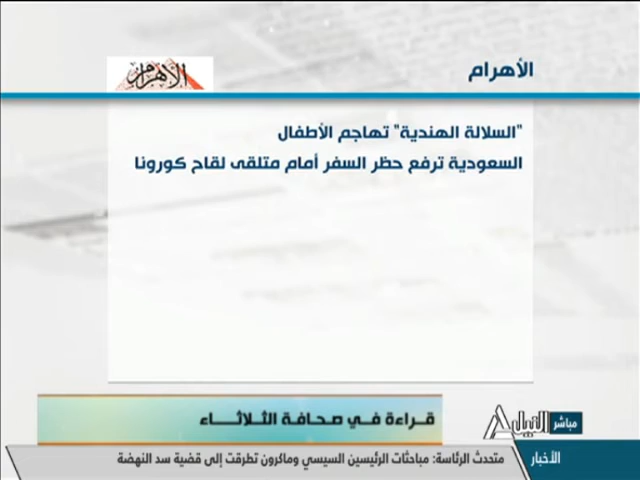 الأهرام
الأهرام
"السلالة الهندية" تهاجم الأطفال
السعودية ترفع حظر السفر أمام متلقى لقاح كورونا
قراءة في صحافة الثلاثـــاء
مباشر النيل
الأخبار
متحدث الرئاسة: مباحثات الرئيسين السيسي وماكرون تطرقت إلى قضية سد النهضة